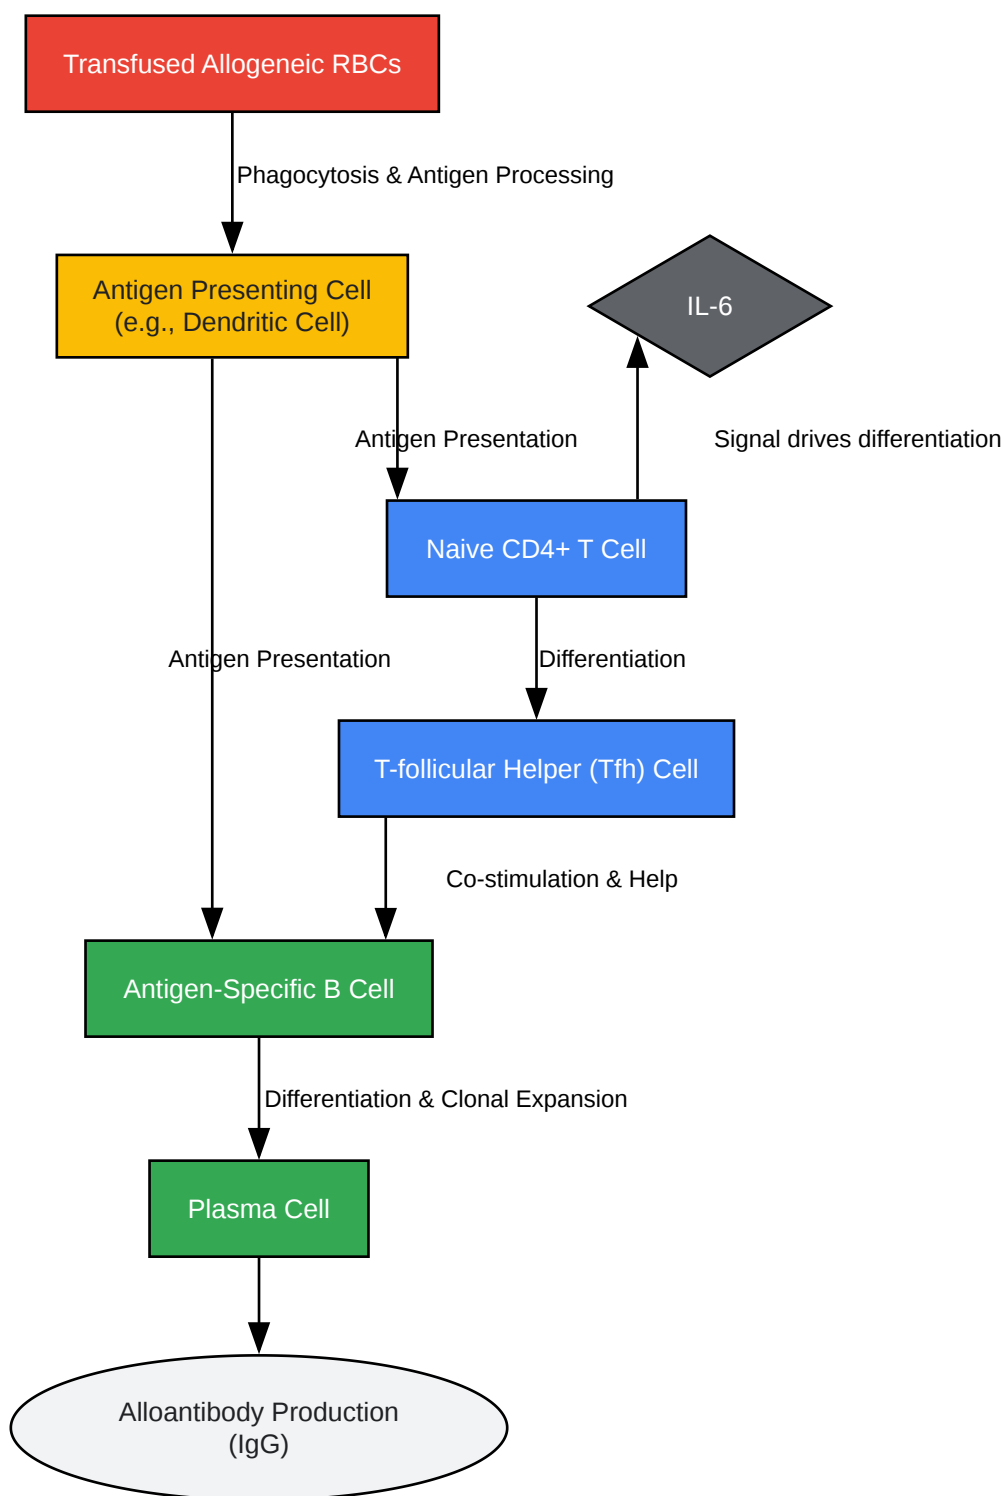 Transfused Allogeneic RBCs
Phagocytosis & Antigen Processing
Antigen Presenting Cell
(e.g., Dendritic Cell)
IL-6
Antigen Presentation
Signal drives differentiation
Naive CD4+ T Cell
Antigen Presentation
Differentiation
T-follicular Helper (Tfh) Cell
Co-stimulation & Help
Antigen-Specific B Cell
Differentiation & Clonal Expansion
Plasma Cell
Alloantibody Production
(IgG)